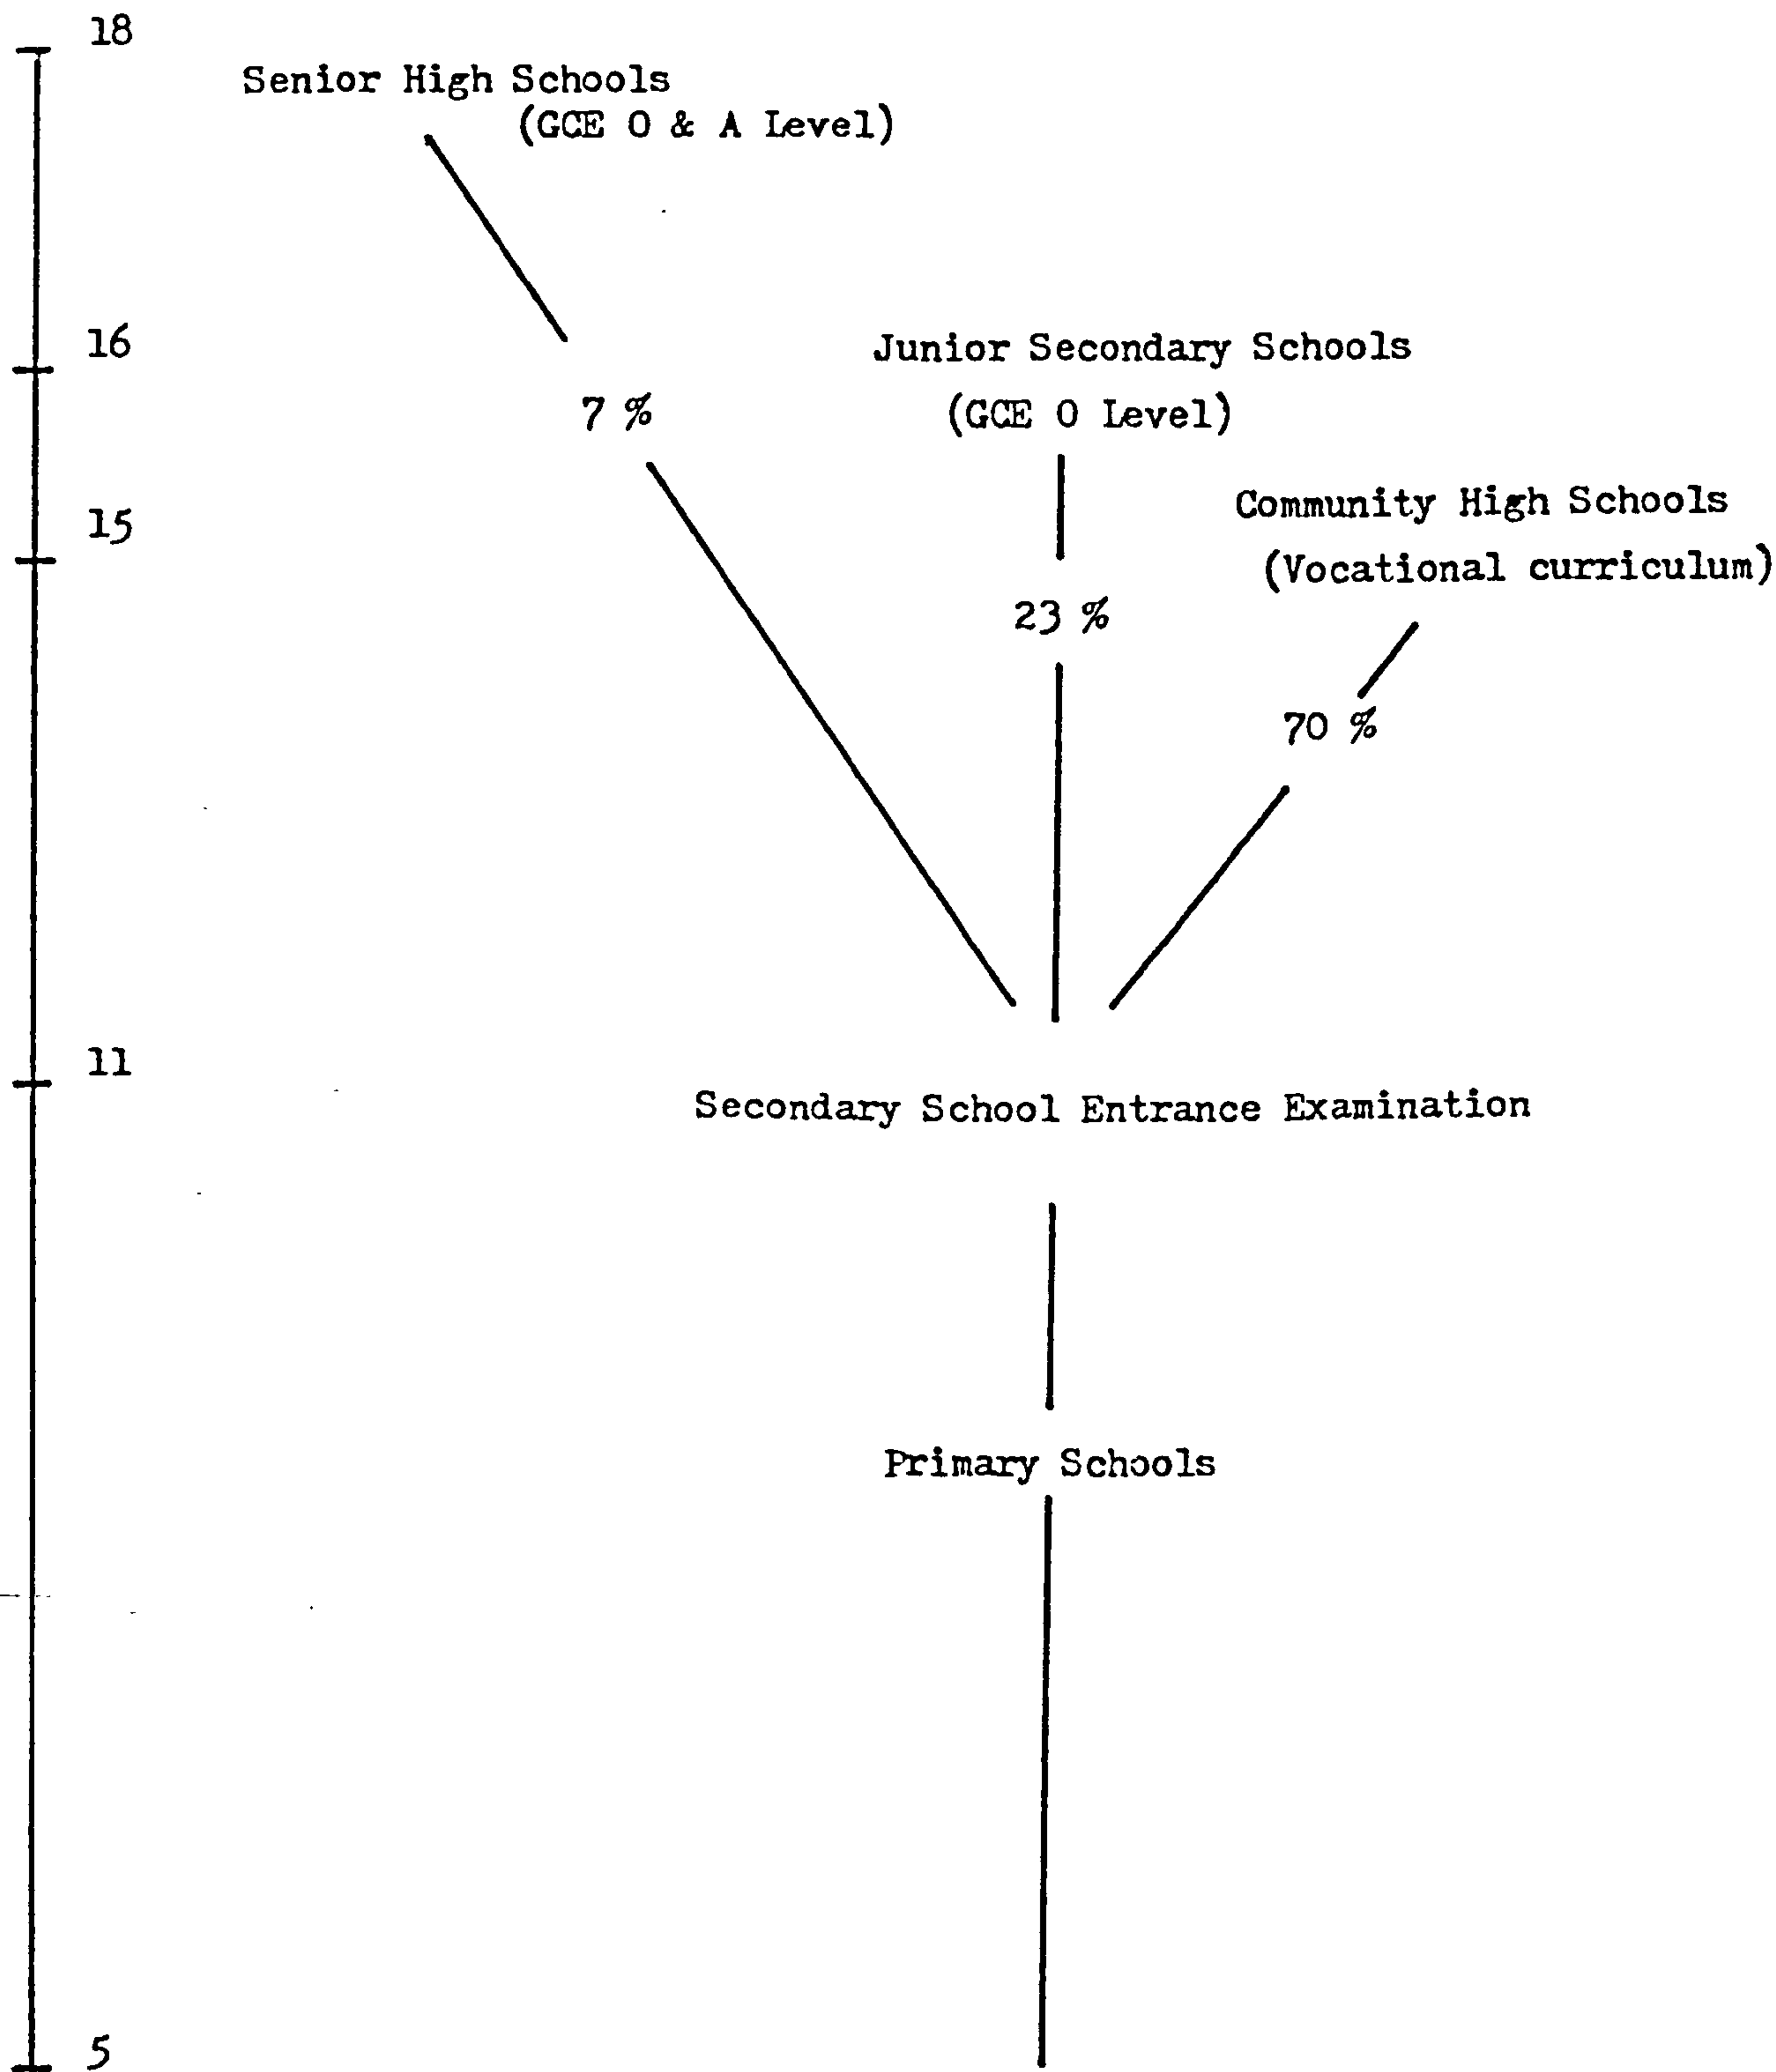 18
Senior High Schools
(GCE O & A Level)
16
Junior Secondary Schools
7 %
(GCE O Level)
15
Community High Schools
(Vocational curriculum)
23 %
70 %
11
Secondary School Entrance Examination
Primary Schools
5